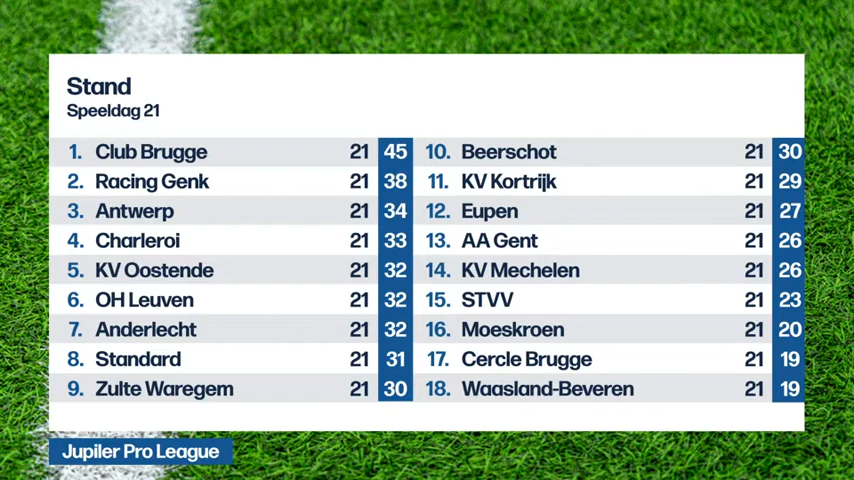 Stand
Speeldag 21
1. Club Brugge 21 45
2. Racing Genk 21 38
3. Antwerp 21 34
4. Charleroi 21 33
5. KV Oostende 21 32
6. OH Leuven 21 32
7. Anderlecht 21 32
8. Standard 21 31
9. Zulte Waregem 21 30
10. Beerschot 21 30
11. KV Kortrijk 21 29
12. Eupen 21 27
13. AA Gent 21 26
14. KV Mechelen 21 26
15. STVV 21 23
16. Moeskroen 21 20
17. Cercle Brugge 21 19
18. Waasland-Beveren 21 19
Jupiler Pro League